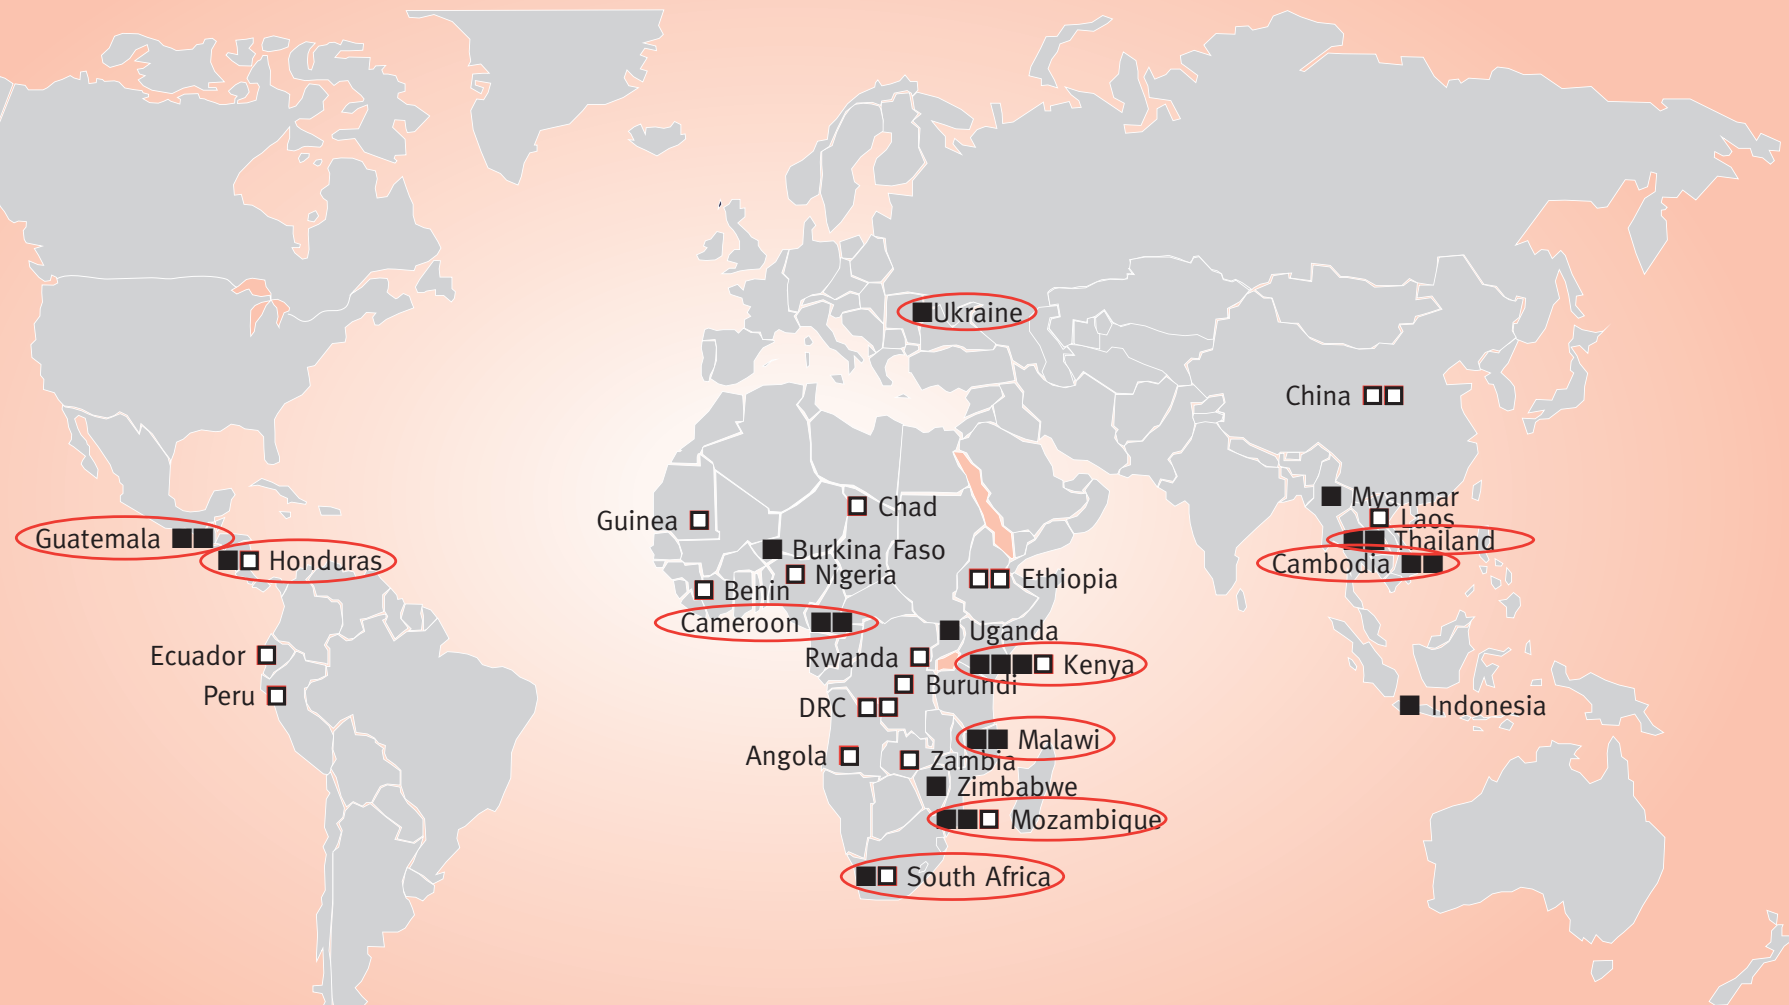 Ukraine
China
Myanmar
Chad
Guinea
Laos
Guatemala
Thailand
Burkina Faso
Honduras
Cambodia
Nigeria
Ethiopia
Benin
Cameroon
Uganda
Ecuador
Rwanda
Kenya
Burundi
Peru
DRC
Indonesia
Malawi
Angola
Zambia
Zimbabwe
Mozambique
South Africa